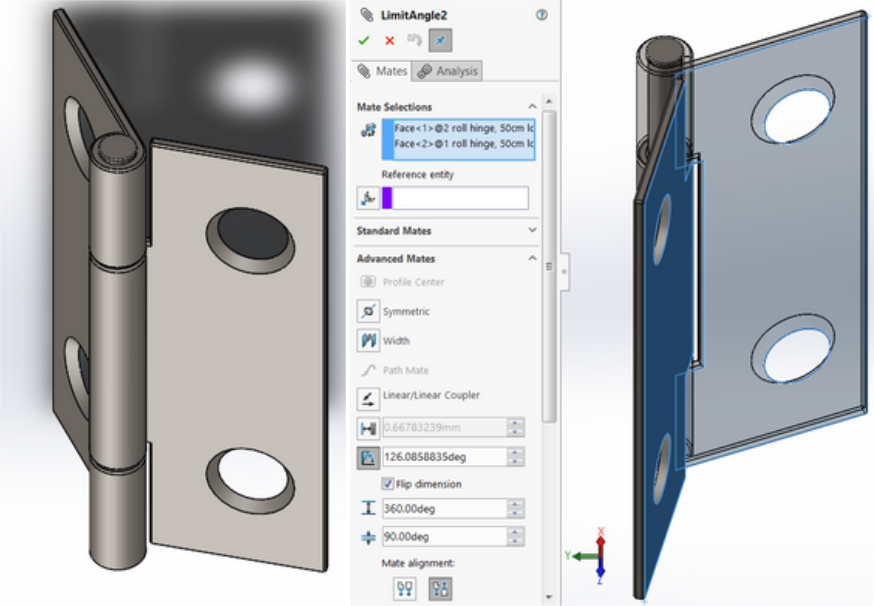 LimitAngle2
Mates
Analysis
Mate Selections
Face<1>@2 roll hinge, 50cm lo
Face<2>@1 roll hinge, 50cm lo
Reference entity
Standard Mates
Advanced Mates
Profile Center
Symmetric
Width
Path Mate
Linear/Linear Coupler
0.66783239mm
126.0858835deg
Flip dimension
360.00deg
90.00deg
Mate alignment:
X
Y
Z